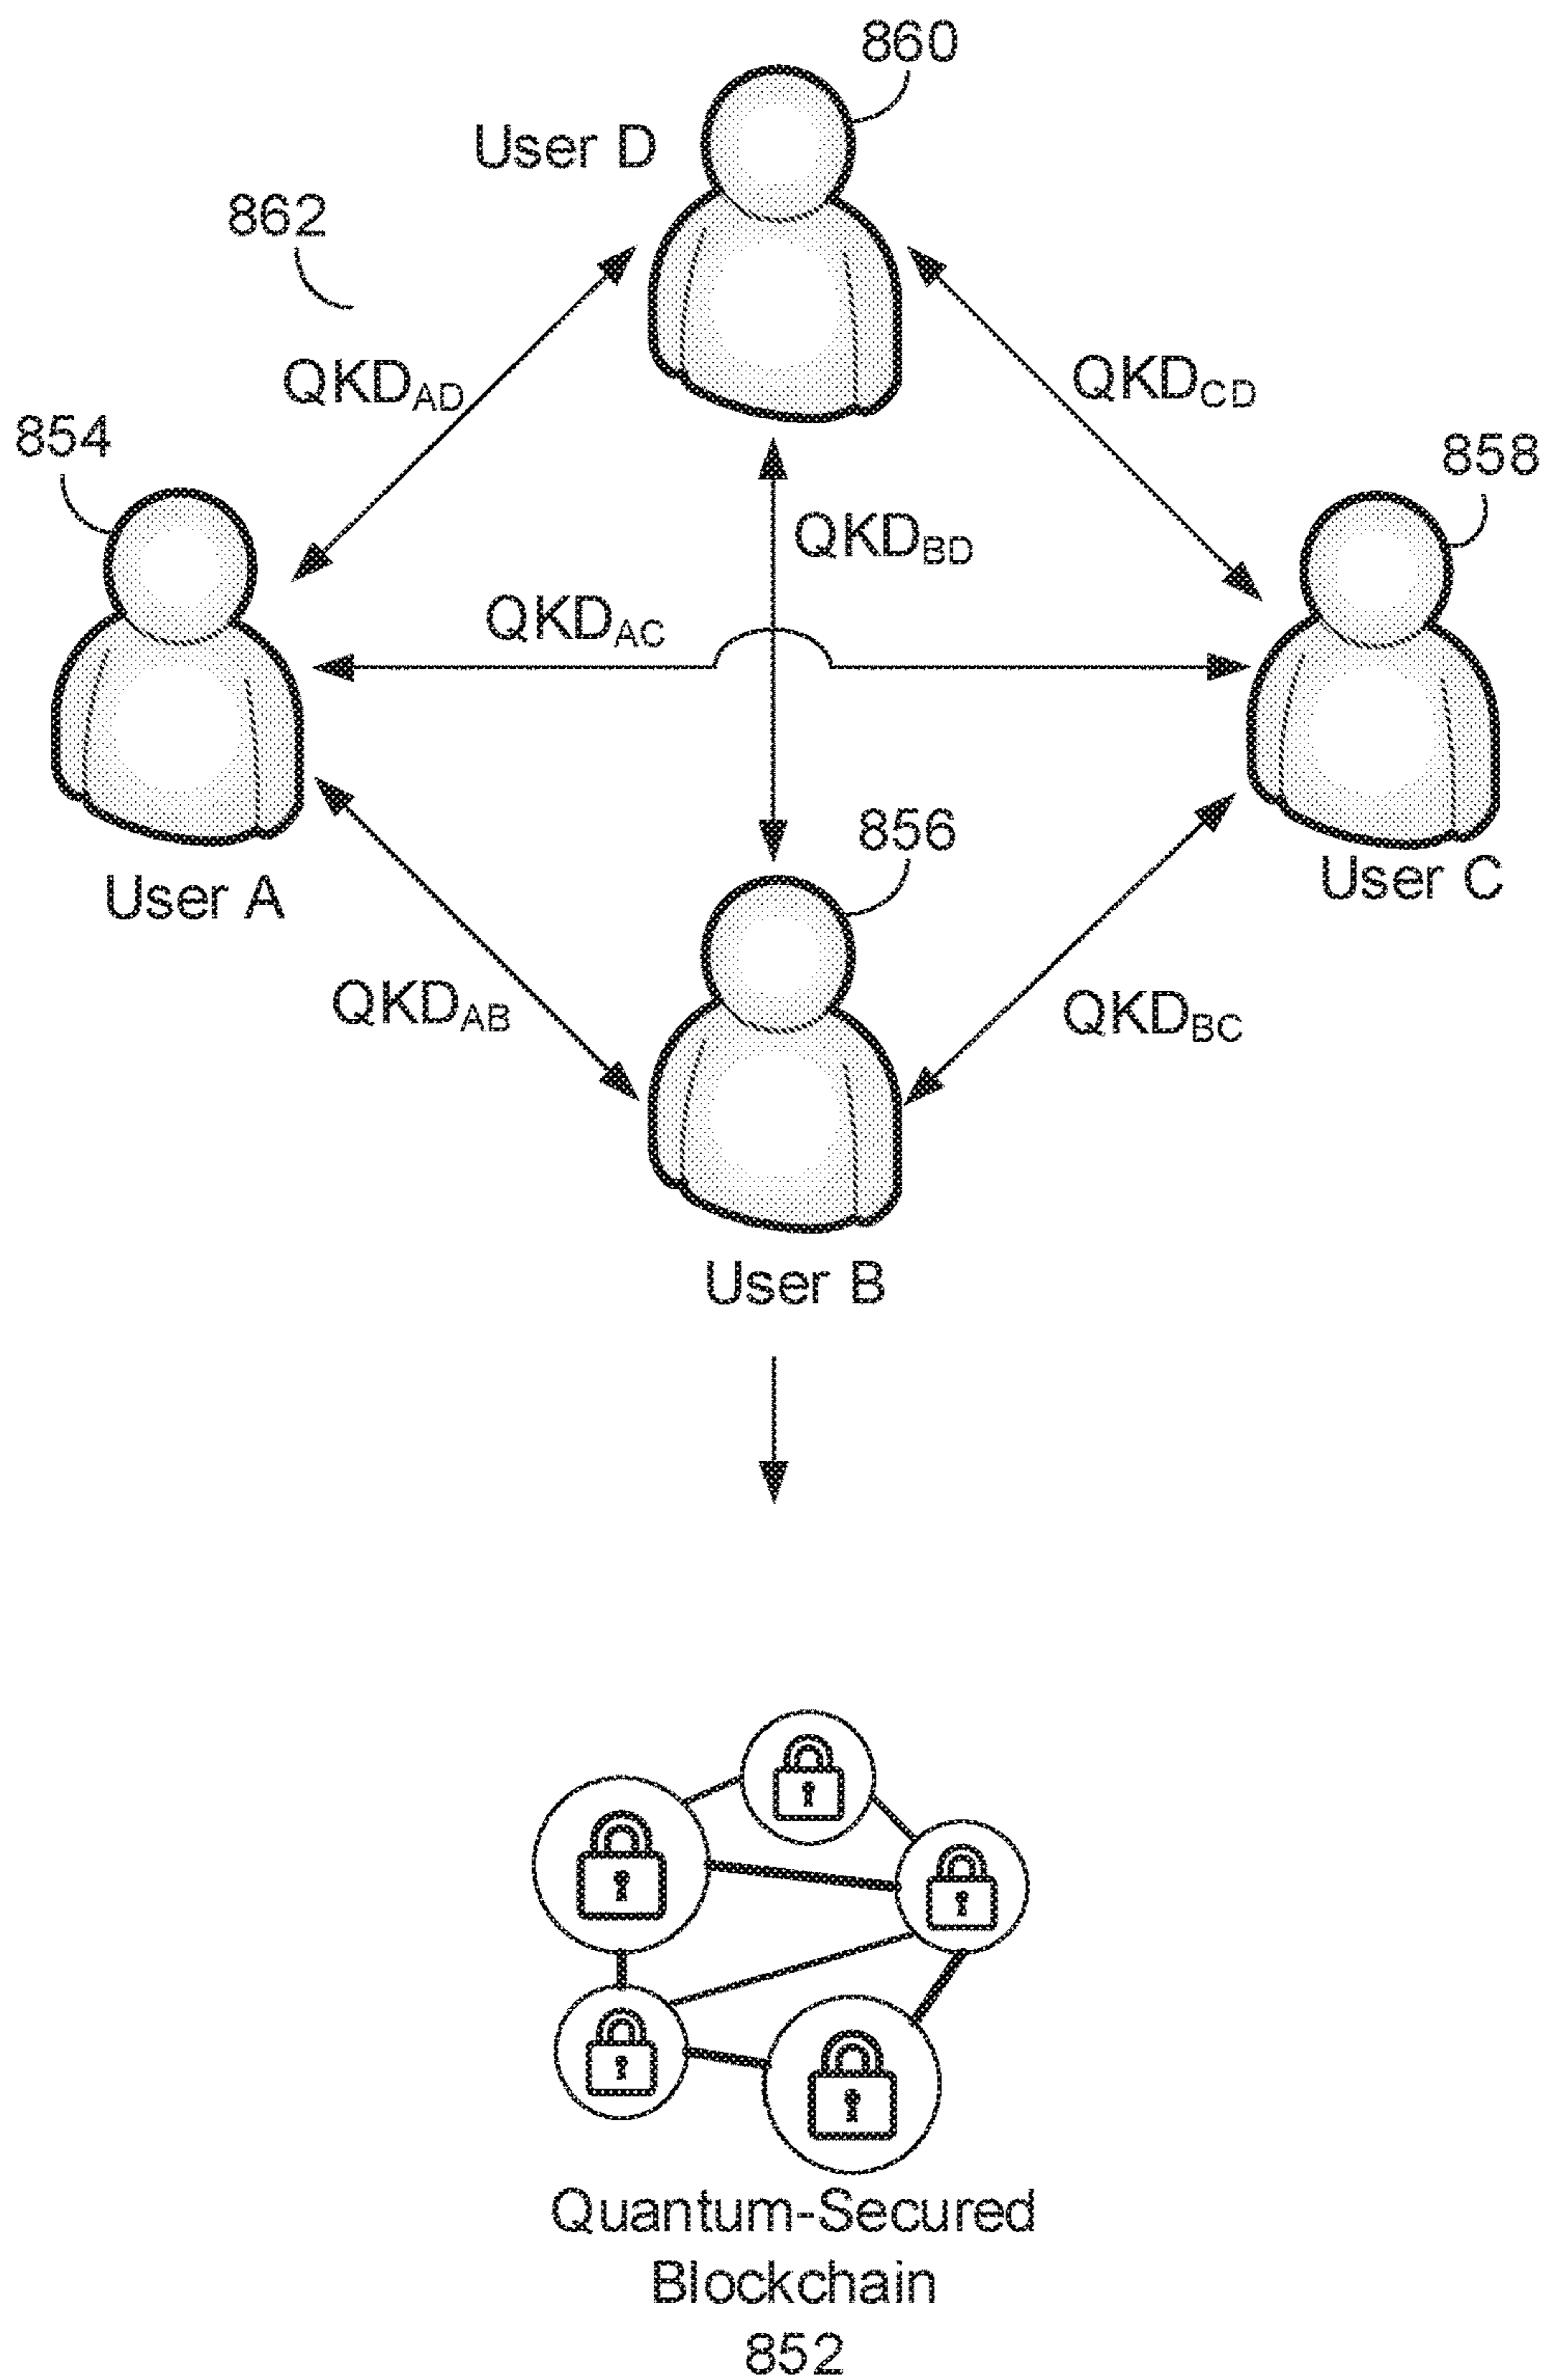 860
User D
862
QKDAD
QKDCD
854
858
QKDBD
QKDAC
856
User A
User C
QKDAB
QKDBC
User B
Quantum-Secured
Blockchain
852